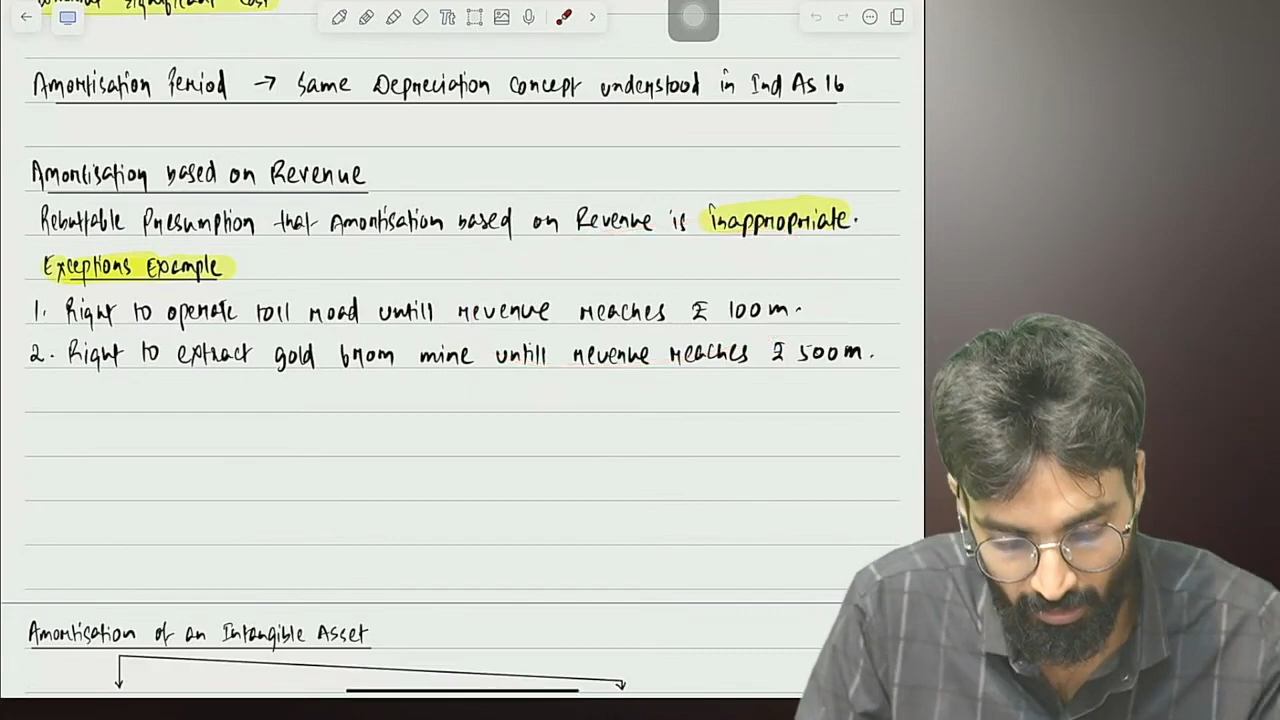 significant cost
Amortisation Period → Same Depreciation concept understood in Ind AS 16
Amortisation based on Revenue
Rebuttable Presumption that Amortisation based on Revenue is inappropriate.
Exceptions Example
1. Right to operate toll road untill revenue reaches ₹ 100m.
2. Right to extract gold from mine untill revenue reaches ₹ 500m.
Amortisation of an Intangible Asset